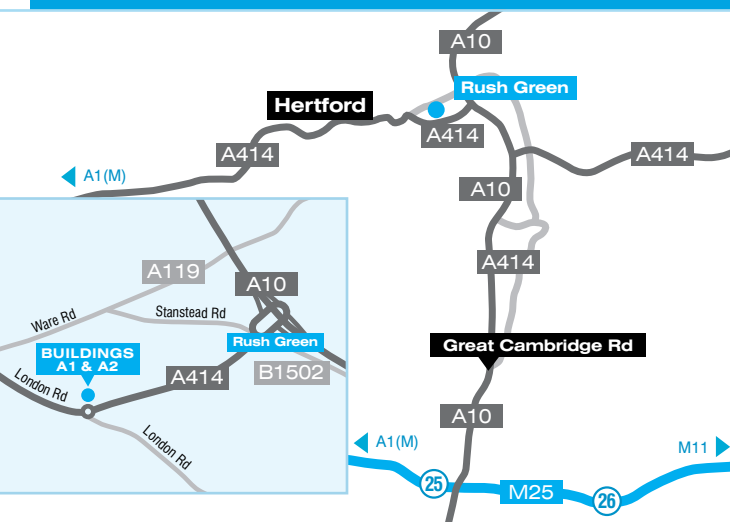 A10
Rush Green
Hertford
A414
A414
A414
A1(M)
A10
A414
Great Cambridge Rd
A10
A1(M)
M11
25
M25
26
A119
A10
Ware Rd
Stanstead Rd
Rush Green
BUILDINGS
A1 & A2
A414
B1502
London Rd
London Rd